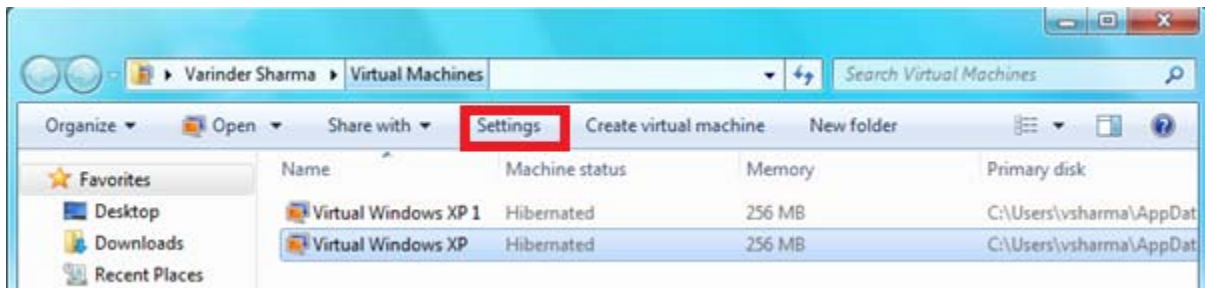 Varinder Sharma Virtual Machines Search Virtual Machines
Organize Open Share with Settings Create virtual machine New folder
Favorites
Desktop
Downloads
Recent Places
Name Machine status Memory Primary disk
Virtual Windows XP 1 Hibernated 256 MB C:\Users\vsharma\AppDat
Virtual Windows XP Hibernated 256 MB C:\Users\vsharma\AppDat